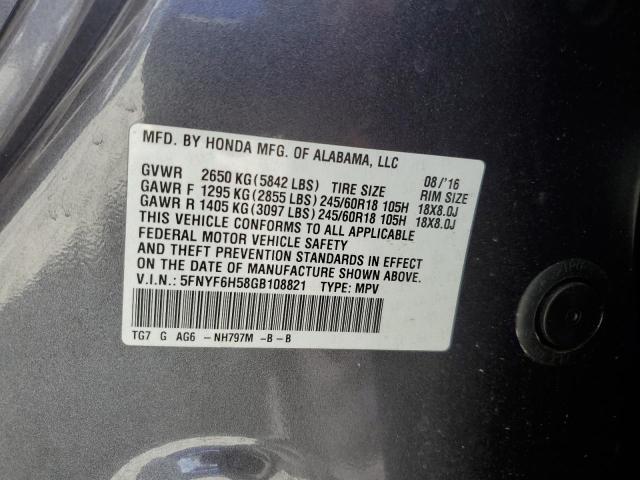 MFD. BY HONDA MFG. OF ALABAMA, LLC
08/'16
GVWR 2650 KG (5842 LBS) TIRE SIZE RIM SIZE
GAWR F 1295 KG (2855 LBS) 245/60R18 105H 18X8.0J
GAWR R 1405 KG (3097 LBS) 245/60R18 105H 18X8.0J
THIS VEHICLE CONFORMS TO ALL APPLICABLE
FEDERAL MOTOR VEHICLE SAFETY
AND THEFT PREVENTION STANDARDS IN EFFECT
ON THE DATE OF MANUFACTURE SHOWN ABOVE.
V.I.N.: 5FNYF6H58GB108821 TYPE: MPV
TG7 G AG6 -NH797M -B-B